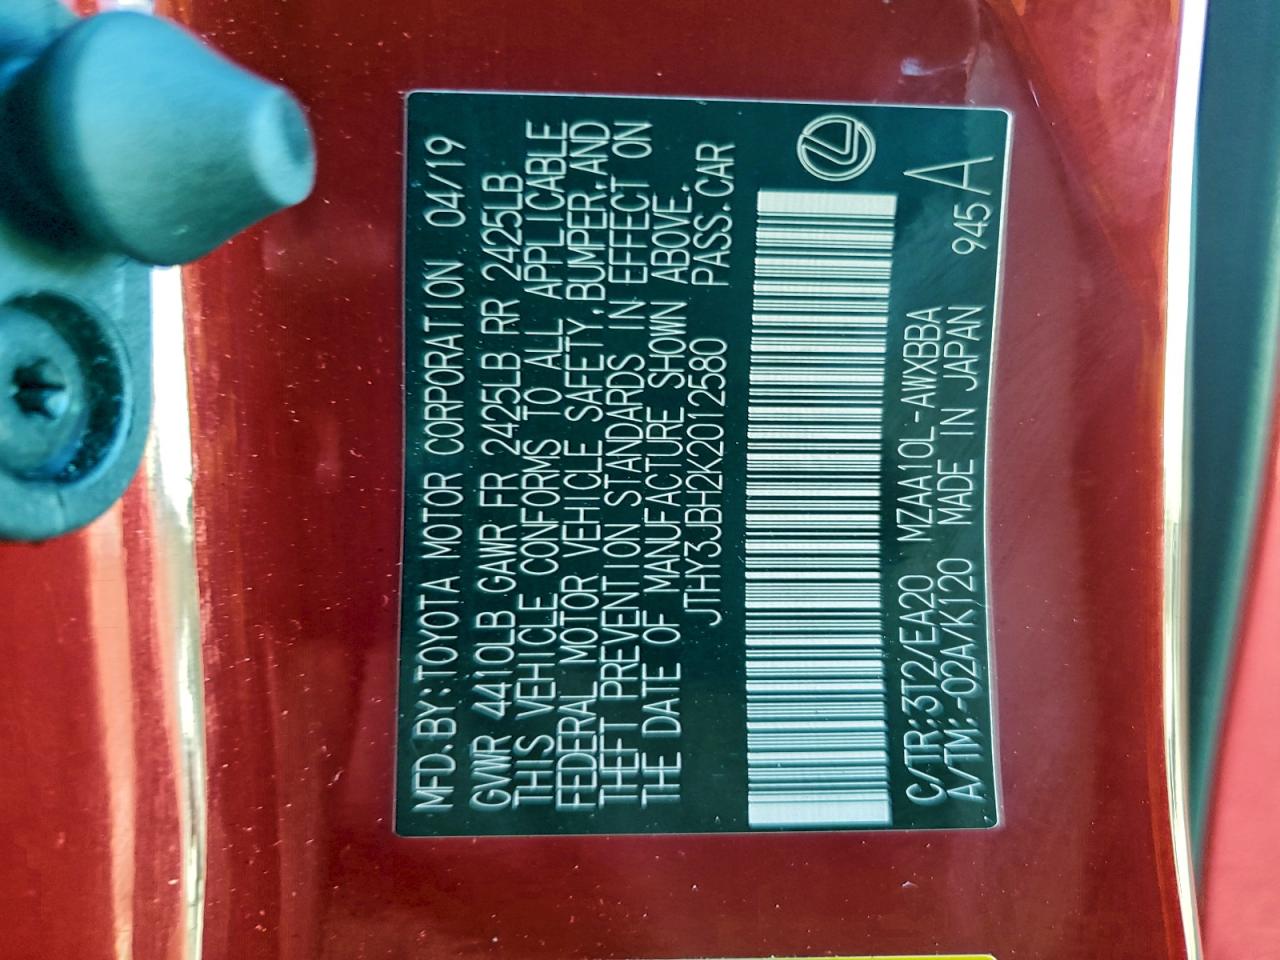 MFD.BY:TOYOTA MOTOR CORPORATION 04/19
GVWR 4410LB GAWR FR 2425LB RR 2425LB
THIS VEHICLE CONFORMS TO ALL APPLICABLE
FEDERAL MOTOR VEHICLE SAFETY,BUMPER,AND
THEFT PREVENTION STANDARDS IN EFFECT ON
THE DATE OF MANUFACTURE SHOWN ABOVE.
JTHY3JBH2K2012580 PASS.CAR
C/TR:3T2/EA20 MZAA10L-AWXBBA
A/TM:-02A/K120 MADE IN JAPAN 945 A